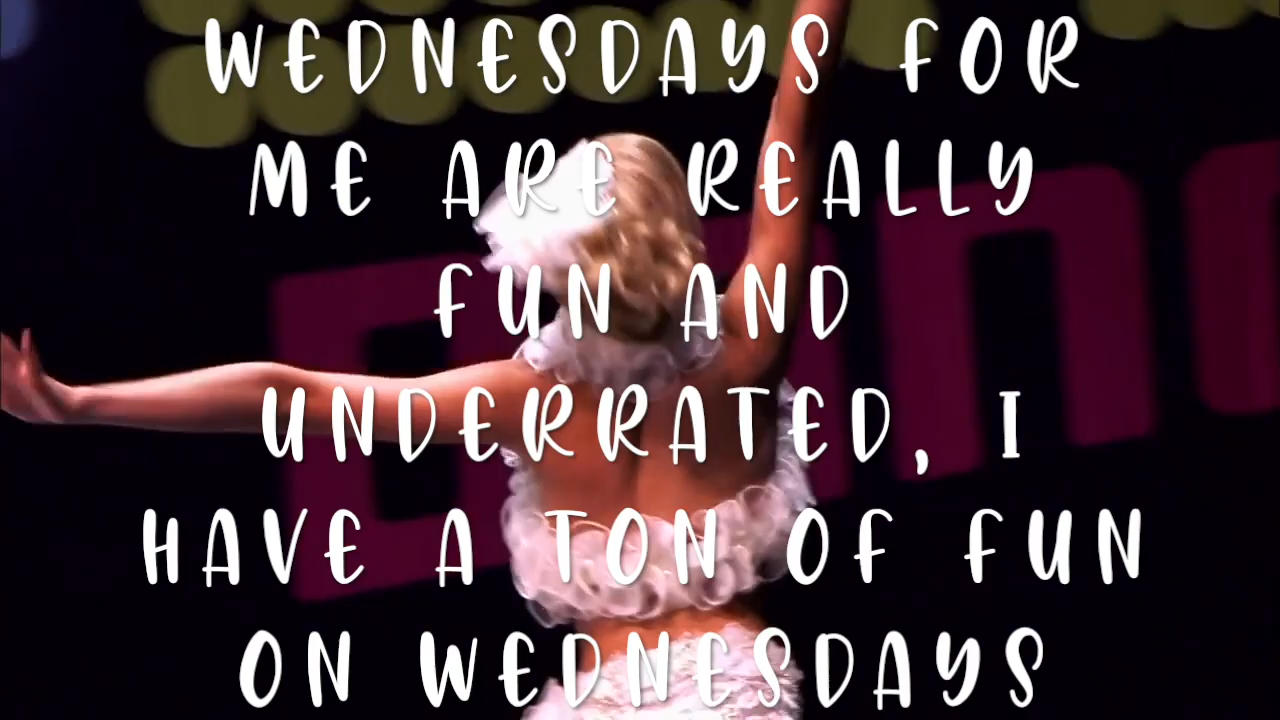 WEDNESDAYS FOR
ME ARE REALLY
FUN AND
UNDERRATED, I
HAVE A TON OF FUN
ON WEDNESDAYS